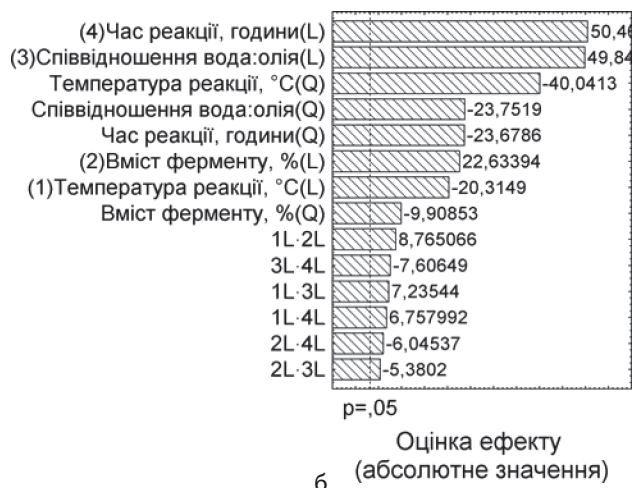 (4)Час реакції, години(L) 50,46
(3)Співвідношення вода:олія(L) 49,84
Температура реакції, °C(Q) -40,0413
Співвідношення вода:олія(Q) -23,7519
Час реакції, години(Q) -23,6786
(2)Вміст ферменту, %(L) 22,63394
(1)Температура реакції, °C(L) -20,3149
Вміст ферменту, %(Q) -9,90853
1L·2L 8,765066
3L·4L -7,60649
1L·3L 7,23544
1L·4L 6,757992
2L·4L -6,04537
2L·3L -5,3802
p=,05
Оцінка ефекту
(абсолютне значення)
б